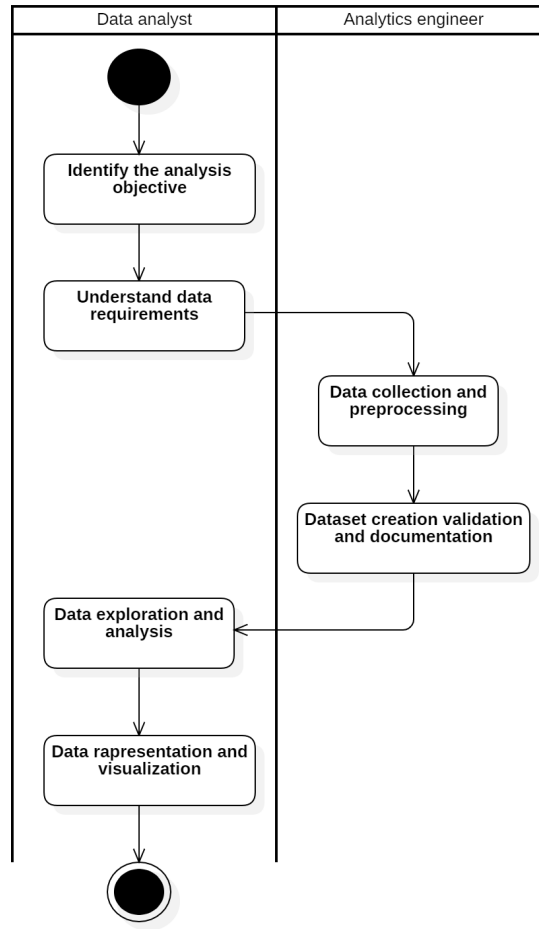 Data analyst
Analytics engineer
Identify the analysis
objective
Understand data
requirements
Data collection and
preprocessing
Dataset creation validation
and documentation
Data exploration and
analysis
Data rapresentation and
visualization